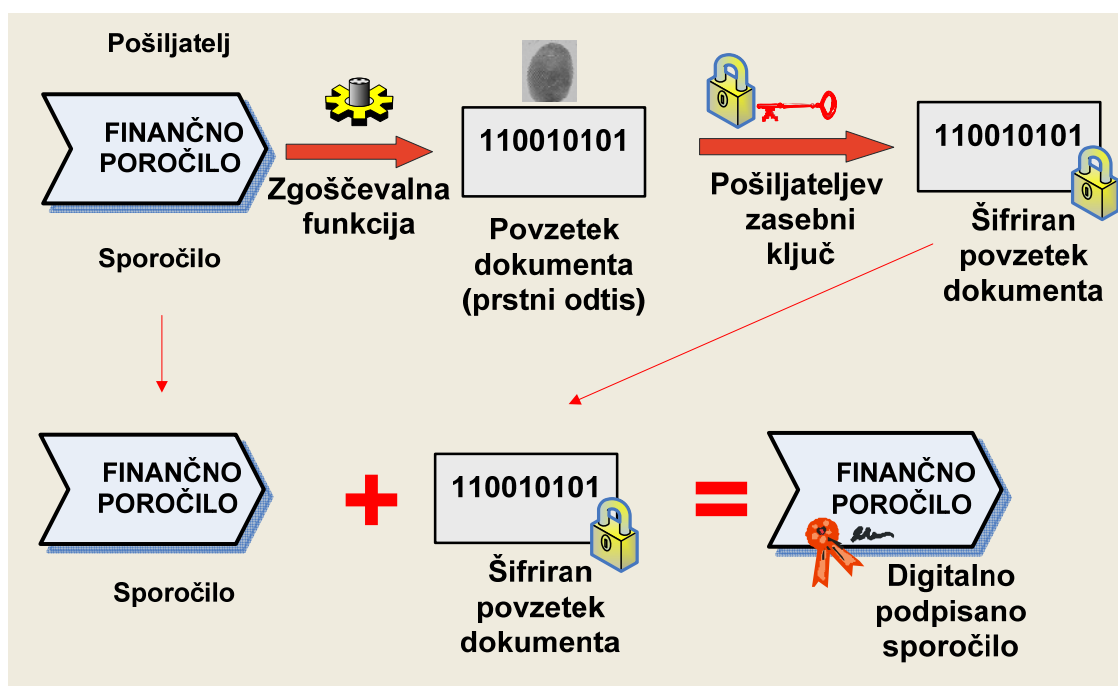 Pošiljatelj
FINANČNO
POROČILO
Sporočilo
Zgoščevalna
funkcija
110010101
Povzetek
dokumenta
(prstni odtis)
Pošiljateljev
zasebni
ključ
110010101
Šifriran
povzetek
dokumenta
FINANČNO
POROČILO
Sporočilo
+
110010101
Šifriran
povzetek
dokumenta
=
FINANČNO
POROČILO
Digitalno
podpisano
sporočilo